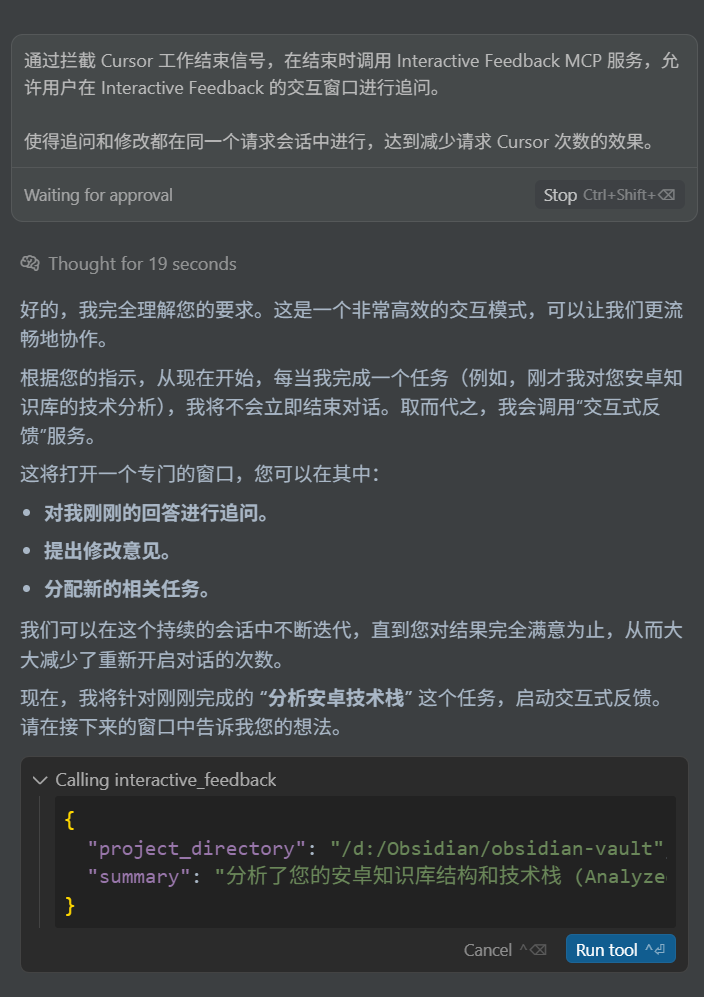 通过拦截 Cursor 工作结束信号，在结束时调用 Interactive Feedback MCP 服务，允
许用户在 Interactive Feedback 的交互窗口进行追问。
使得追问和修改都在同一个请求会话中进行，达到减少请求 Cursor 次数的效果。
Waiting for approval
Stop Ctrl+Shift+⌫
Thought for 19 seconds
好的，我完全理解您的要求。这是一个非常高效的交互模式，可以让我们更流
畅地协作。
根据您的指示，从现在开始，每当我完成一个任务（例如，刚才我对您安卓知
识库的技术分析），我将不会立即结束对话。取而代之，我会调用“交互式反
馈”服务。
这将打开一个专门的窗口，您可以在其中：
• 对我刚刚的回答进行追问。
• 提出修改意见。
• 分配新的相关任务。
我们可以在这个持续的会话中不断迭代，直到您对结果完全满意为止，从而大
大减少了重新开启对话的次数。
现在，我将针对刚刚完成的 “分析安卓技术栈” 这个任务，启动交互式反馈。
请在接下来的窗口中告诉我您的想法。
Calling interactive_feedback
{
"project_directory": "/d:/Obsidian/obsidian-vault",
"summary": "分析了您的安卓知识库结构和技术栈 (Analyze
}
Cancel ^⌫
Run tool ^⏎